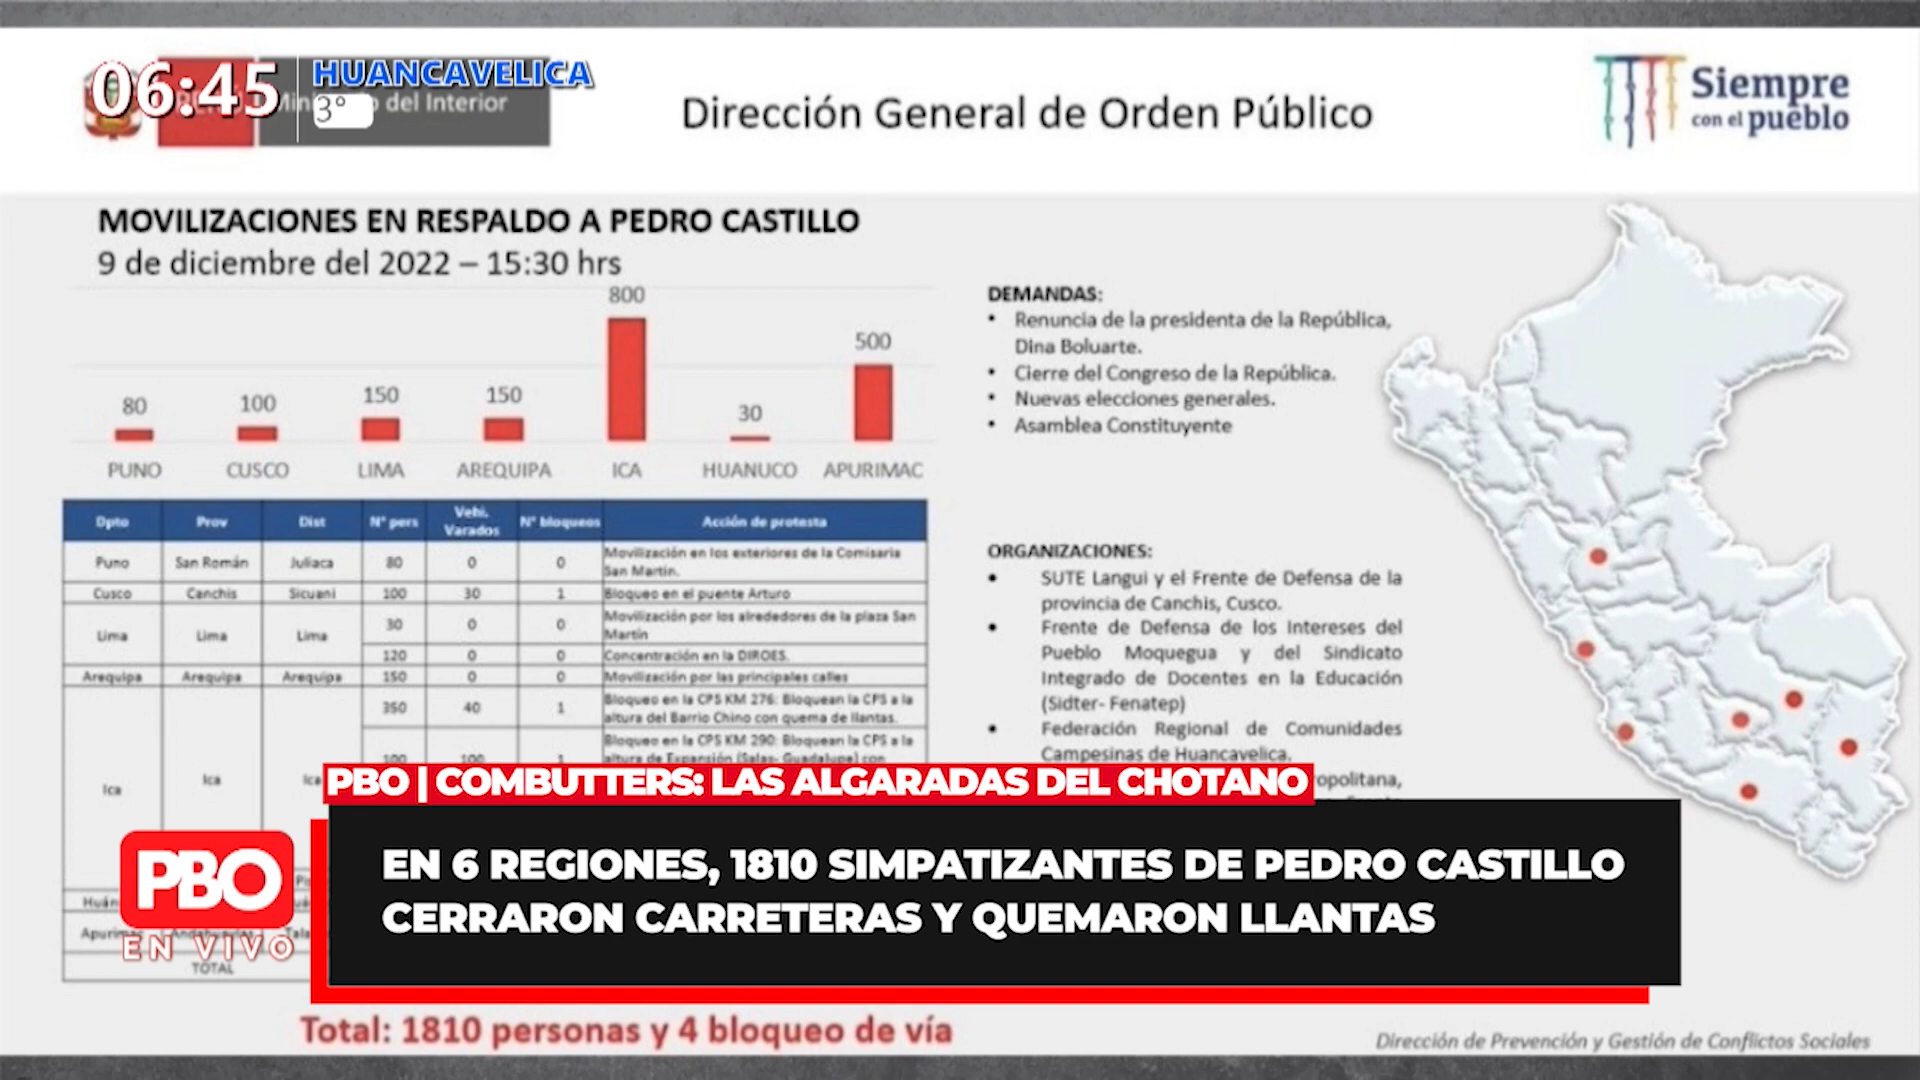 06:45
HUANCAVELICA
3°
del Interior
Dirección General de Orden Público
Siempre
con el pueblo
MOVILIZACIONES EN RESPALDO A PEDRO CASTILLO
9 de diciembre del 2022 – 15:30 hrs
80 100 150 150 800 30 500
PUNO CUSCO LIMA AREQUIPA ICA HUANUCO APURIMAC
DEMANDAS:
• Renuncia de la presidenta de la República,
Dina Boluarte.
• Cierre del Congreso de la República.
• Nuevas elecciones generales.
• Asamblea Constituyente
Dpto Prov Dist N° pers Vehi. Varados N° bloqueos Acción de protesta
Puno San Román Juliaca 80 0 0 Movilización en los exteriores de la Comisaria
San Martin.
Cusco Canchis Sicuani 100 30 1 Bloqueo en el puente Arturo
Lima Lima Lima 30 0 0 Movilización por los alrededores de la plaza San
Martín
120 0 0 Concentración en la DIROES.
Arequipa Arequipa Arequipa 150 0 0 Movilización por las principales calles
Ica Ica Ica 350 40 1 Bloqueo en la CPS KM 276: Bloquean la CPS a la
altura del Barrio Chino con quema de llantas.
100 100 1 Bloqueo en la CPS KM 290: Bloquean la CPS a la
altura de Expansión (Salas- Guadalupe) con
TOTAL
ORGANIZACIONES:
• SUTE Langui y el Frente de Defensa de la
provincia de Canchis, Cusco.
• Frente de Defensa de los Intereses del
Pueblo Moquegua y del Sindicato
Integrado de Docentes en la Educación
(Sidter- Fenatep)
• Federación Regional de Comunidades
Campesinas de Huancavelica.
PBO | COMBUTTERS: LAS ALGARADAS DEL CHOTANO
PBO
EN VIVO
EN 6 REGIONES, 1810 SIMPATIZANTES DE PEDRO CASTILLO
CERRARON CARRETERAS Y QUEMARON LLANTAS
Total: 1810 personas y 4 bloqueo de vía
Dirección de Prevención y Gestión de Conflictos Sociales